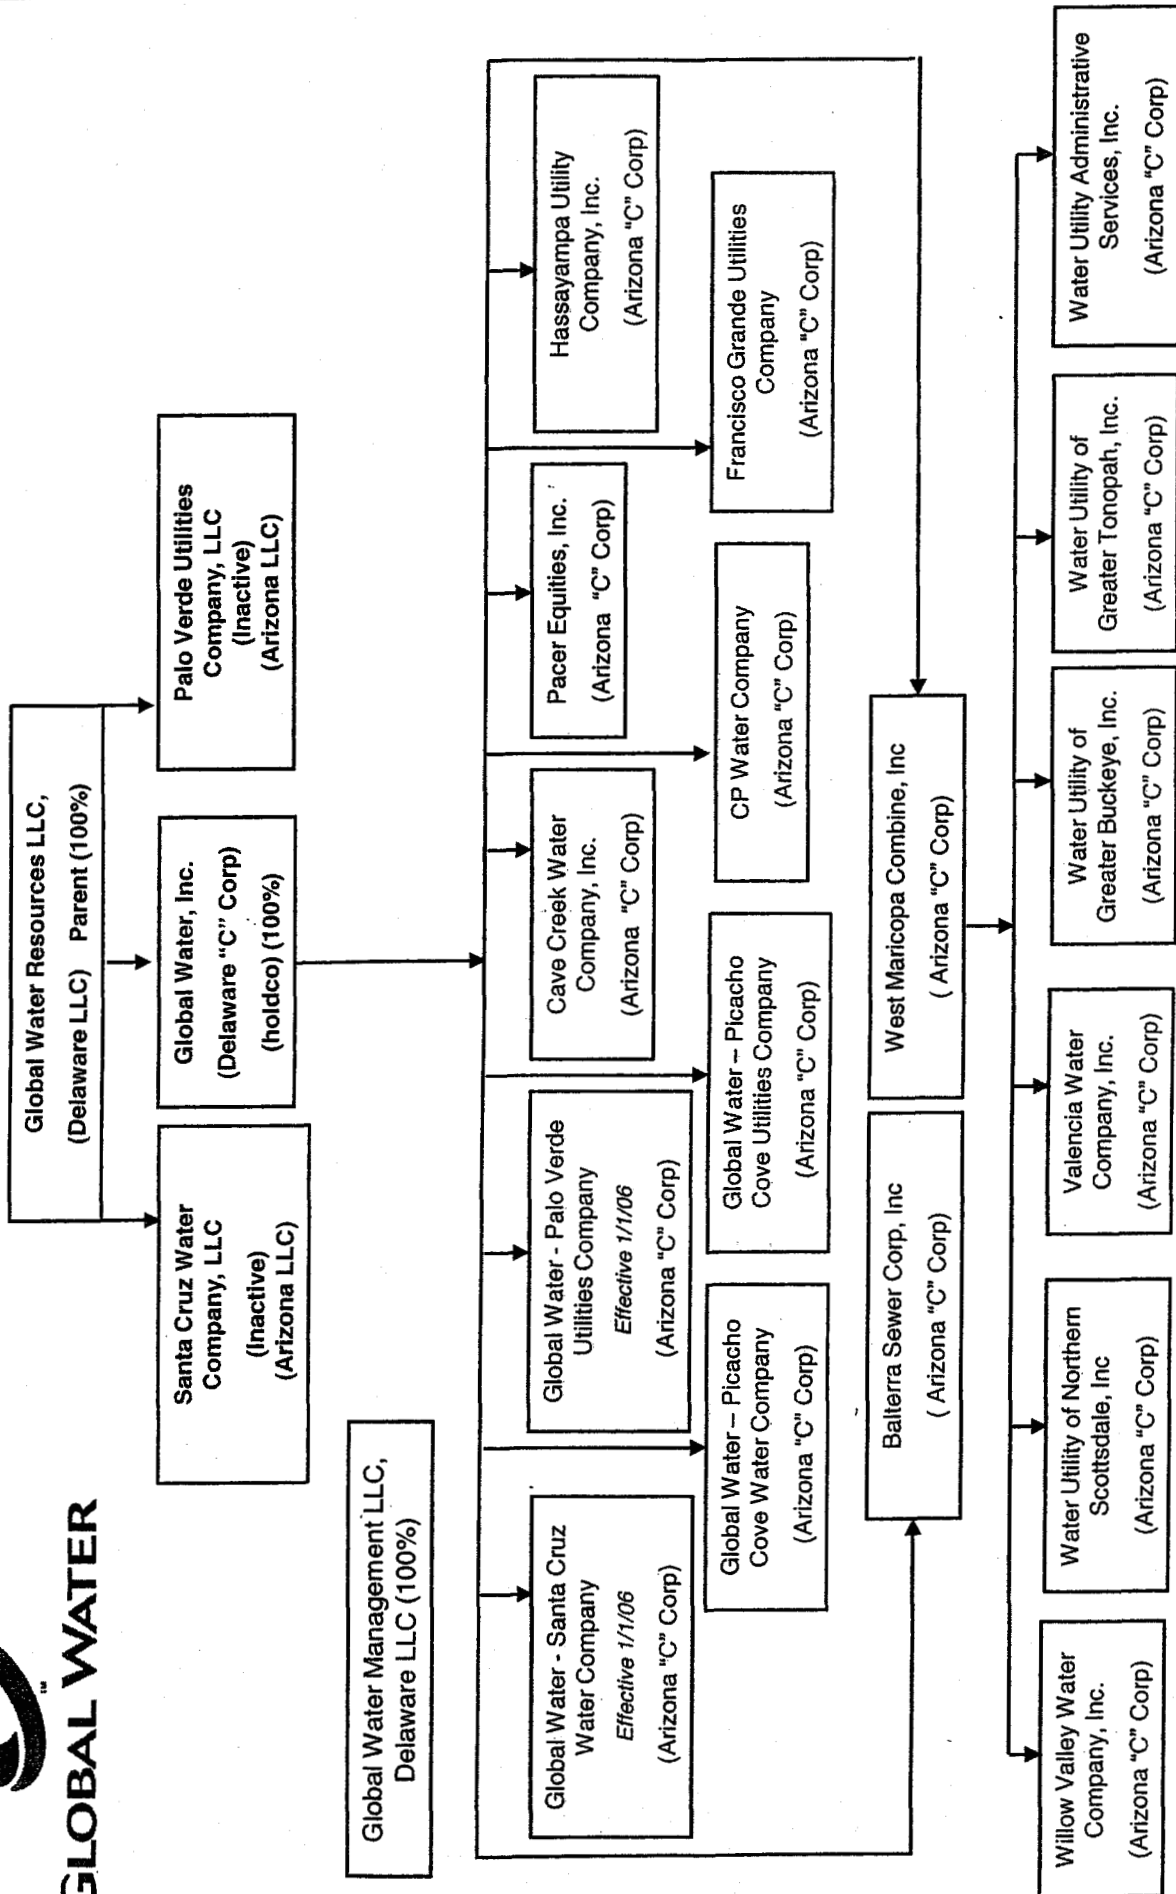 GLOBAL WATER
™
Global Water Resources LLC,
(Delaware LLC) Parent (100%)
Santa Cruz Water
Company, LLC
(Inactive)
(Arizona LLC)
Global Water, Inc.
(Delaware “C” Corp)
(holdco) (100%)
Palo Verde Utilities
Company, LLC
(Inactive)
(Arizona LLC)
Global Water Management LLC,
Delaware LLC (100%)
Global Water - Santa Cruz
Water Company
Effective 1/1/06
(Arizona “C” Corp)
Global Water - Palo Verde
Utilities Company
Effective 1/1/06
(Arizona “C” Corp)
Cave Creek Water
Company, Inc.
(Arizona “C” Corp)
Pacer Equities, Inc.
(Arizona “C” Corp)
Hassayampa Utility
Company, Inc.
(Arizona “C” Corp)
Global Water – Picacho
Cove Water Company
(Arizona “C” Corp)
Global Water – Picacho
Cove Utilities Company
(Arizona “C” Corp)
CP Water Company
(Arizona “C” Corp)
Francisco Grande Utilities
Company
(Arizona “C” Corp)
Balterra Sewer Corp, Inc
( Arizona “C” Corp)
West Maricopa Combine, Inc
( Arizona “C” Corp)
Willow Valley Water
Company, Inc.
(Arizona “C” Corp)
Water Utility of Northern
Scottsdale, Inc
(Arizona “C” Corp)
Valencia Water
Company, Inc.
(Arizona “C” Corp)
Water Utility of
Greater Buckeye, Inc.
(Arizona “C” Corp)
Water Utility of
Greater Tonopah, Inc.
(Arizona “C” Corp)
Water Utility Administrative
Services, Inc.
(Arizona “C” Corp)